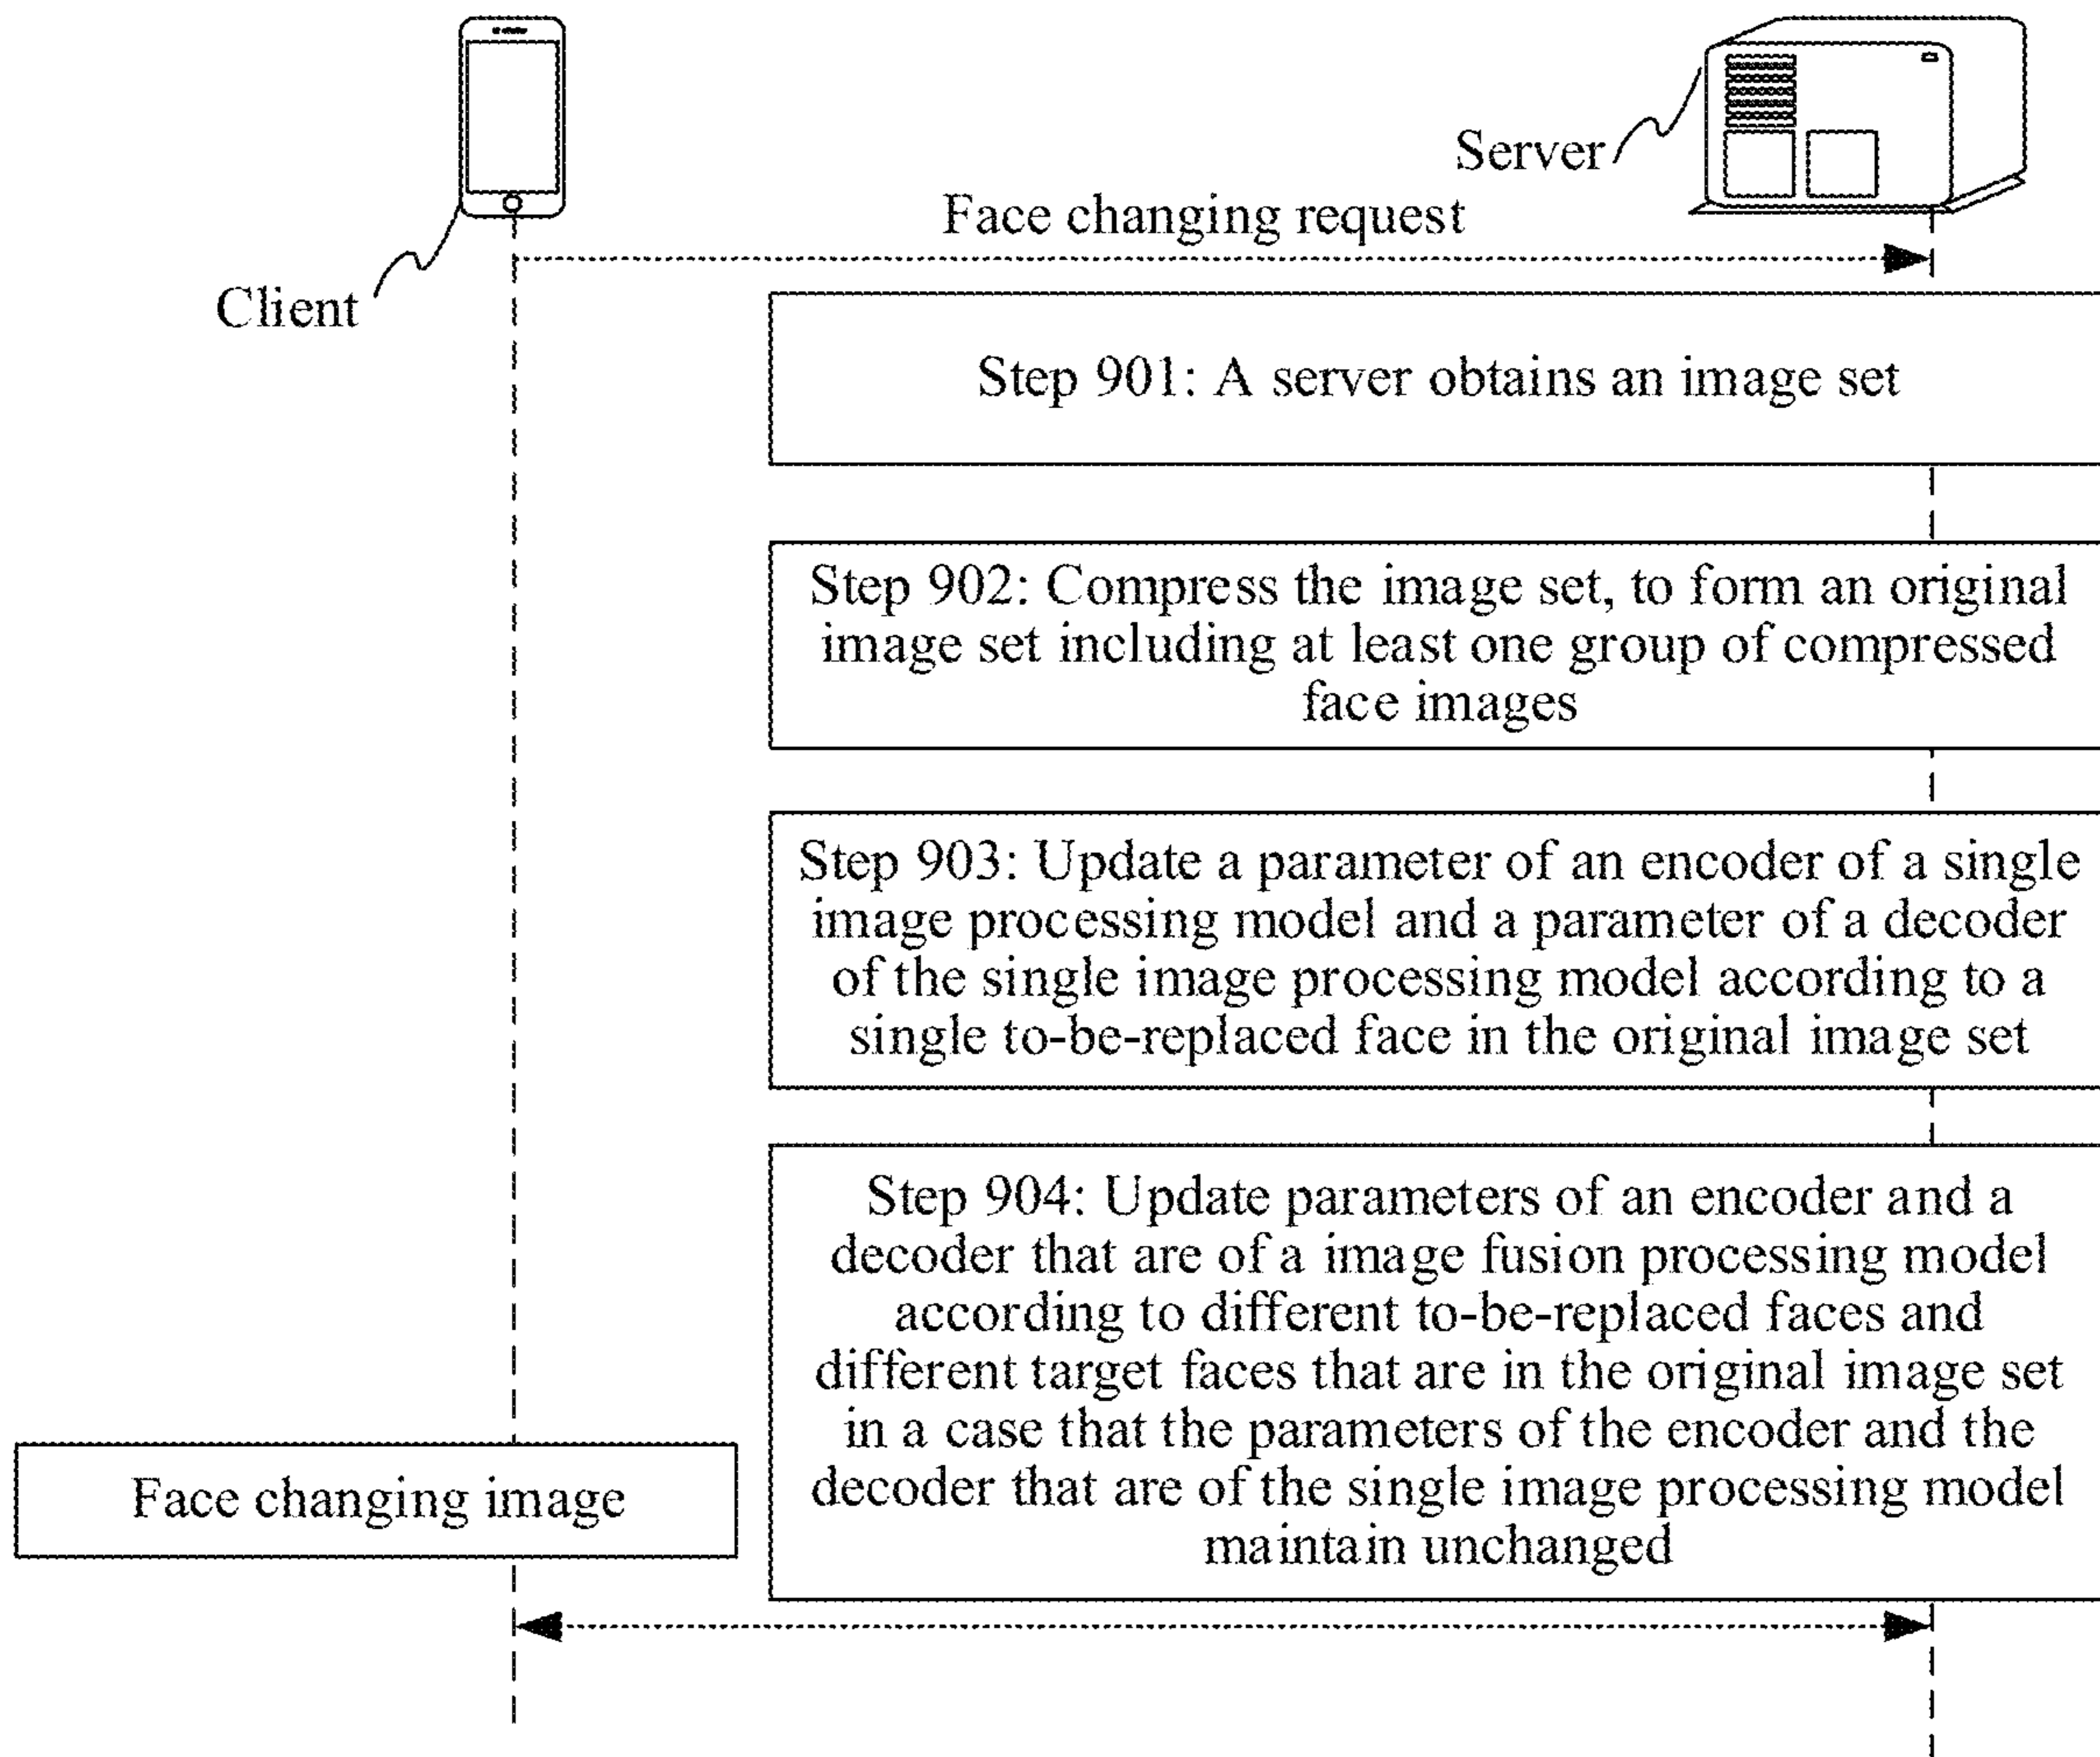 Server
Face changing request
Client
Step 901: A server obtains an image set
Step 902: Compress the image set, to form an original
image set including at least one group of compressed
face images
Step 903: Update a parameter of an encoder of a single
image processing model and a parameter of a decoder
of the single image processing model according to a
single to-be-replaced face in the original image set
Step 904: Update parameters of an encoder and a
decoder that are of a image fusion processing model
according to different to-be-replaced faces and
different target faces that are in the original image set
in a case that the parameters of the encoder and the
decoder that are of the single image processing model
maintain unchanged
Face changing image